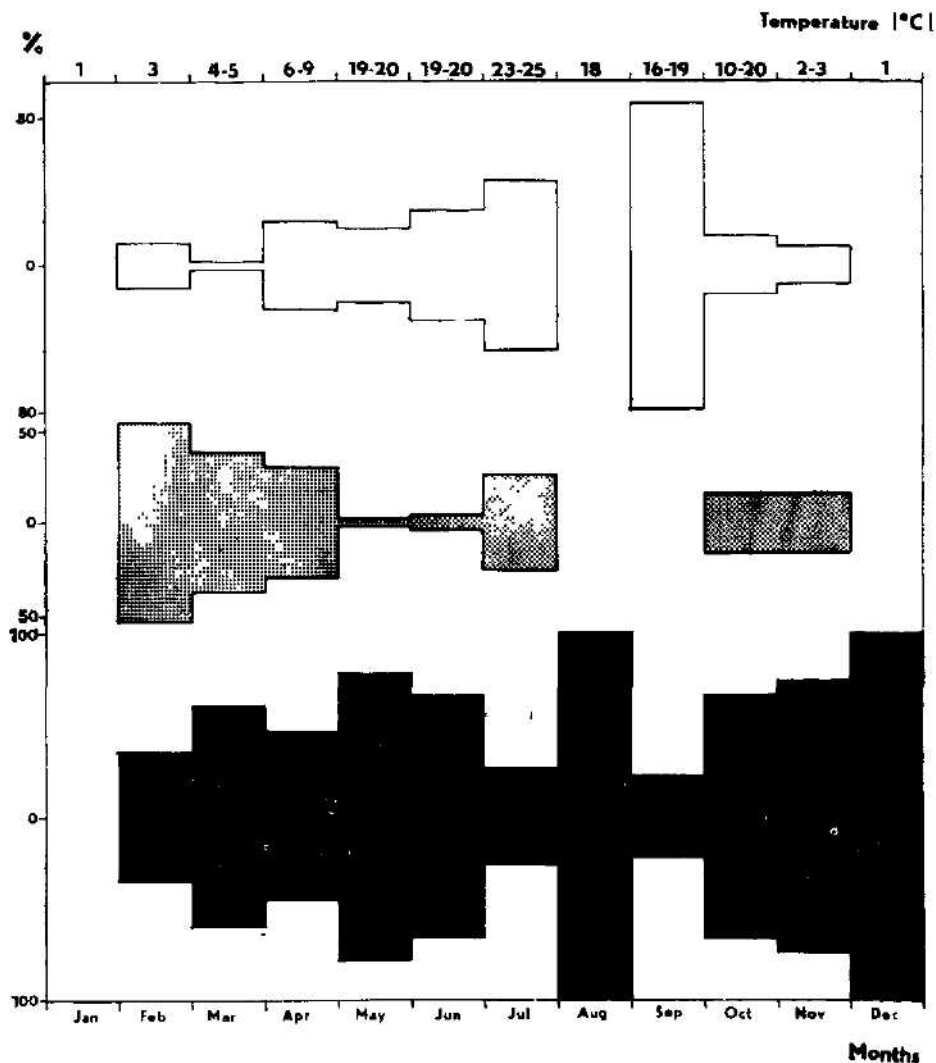 Temperature |°C|
%
1 3 4-5 6-9 19-20 19-20 23-25 18 16-19 10-20 2-3 1
80
0
80
50
0
50
100
0
100
Jan Feb Mar Apr May Jun Jul Aug Sep Oct Nov Dec
Months